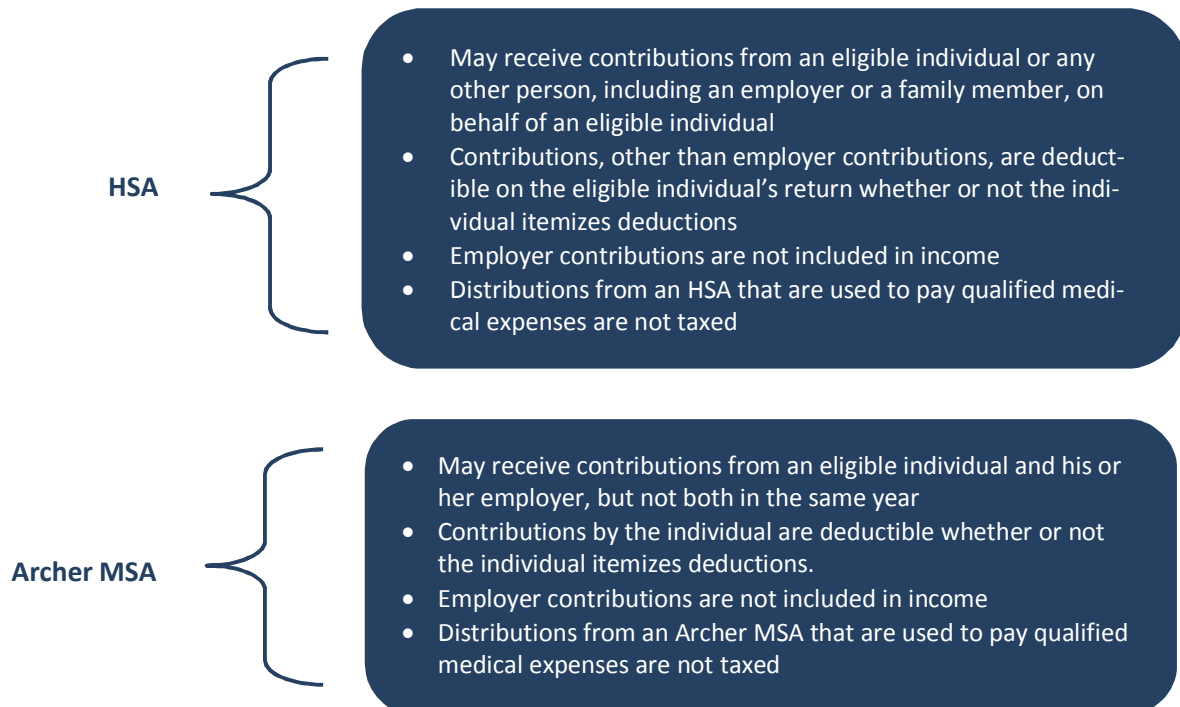 HSA
• May receive contributions from an eligible individual or any
other person, including an employer or a family member, on
behalf of an eligible individual
• Contributions, other than employer contributions, are deduct-
ible on the eligible individual’s return whether or not the indi-
vidual itemizes deductions
• Employer contributions are not included in income
• Distributions from an HSA that are used to pay qualified medi-
cal expenses are not taxed
Archer MSA
• May receive contributions from an eligible individual and his or
her employer, but not both in the same year
• Contributions by the individual are deductible whether or not
the individual itemizes deductions.
• Employer contributions are not included in income
• Distributions from an Archer MSA that are used to pay qualified
medical expenses are not taxed